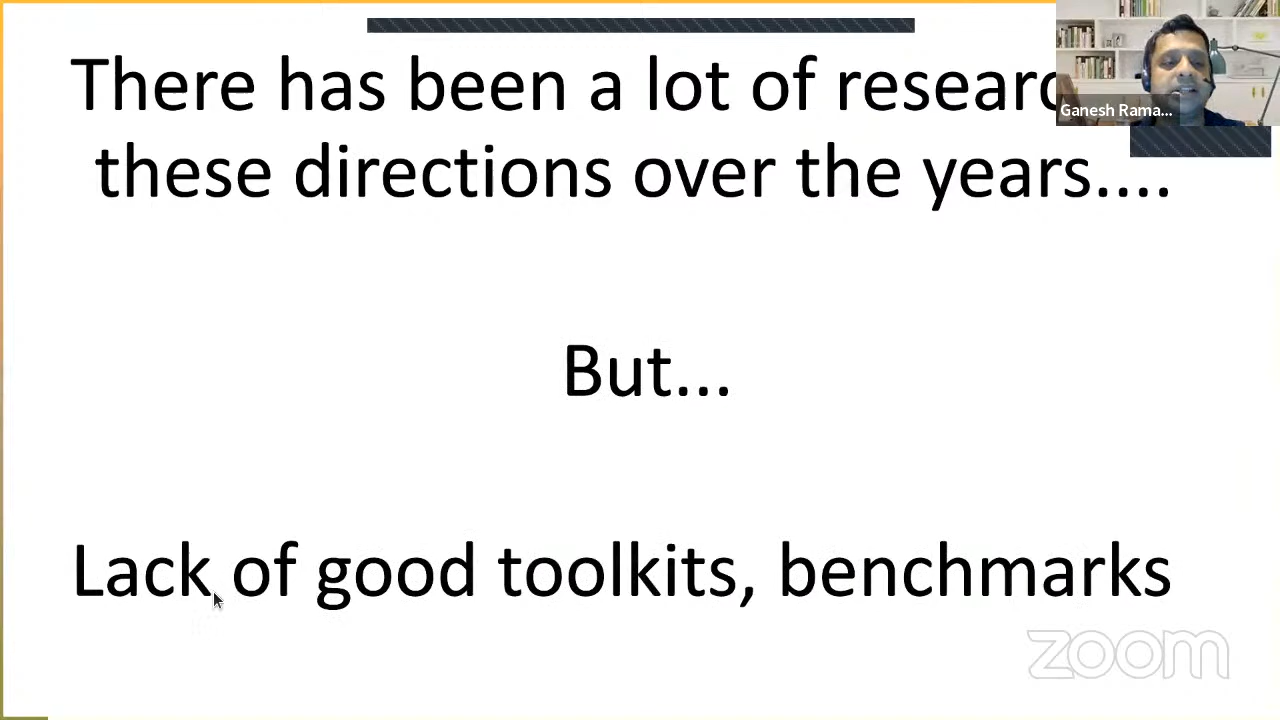 There has been a lot of researc
Ganesh Rama...
these directions over the years....
But...
Lack of good toolkits, benchmarks
zoom